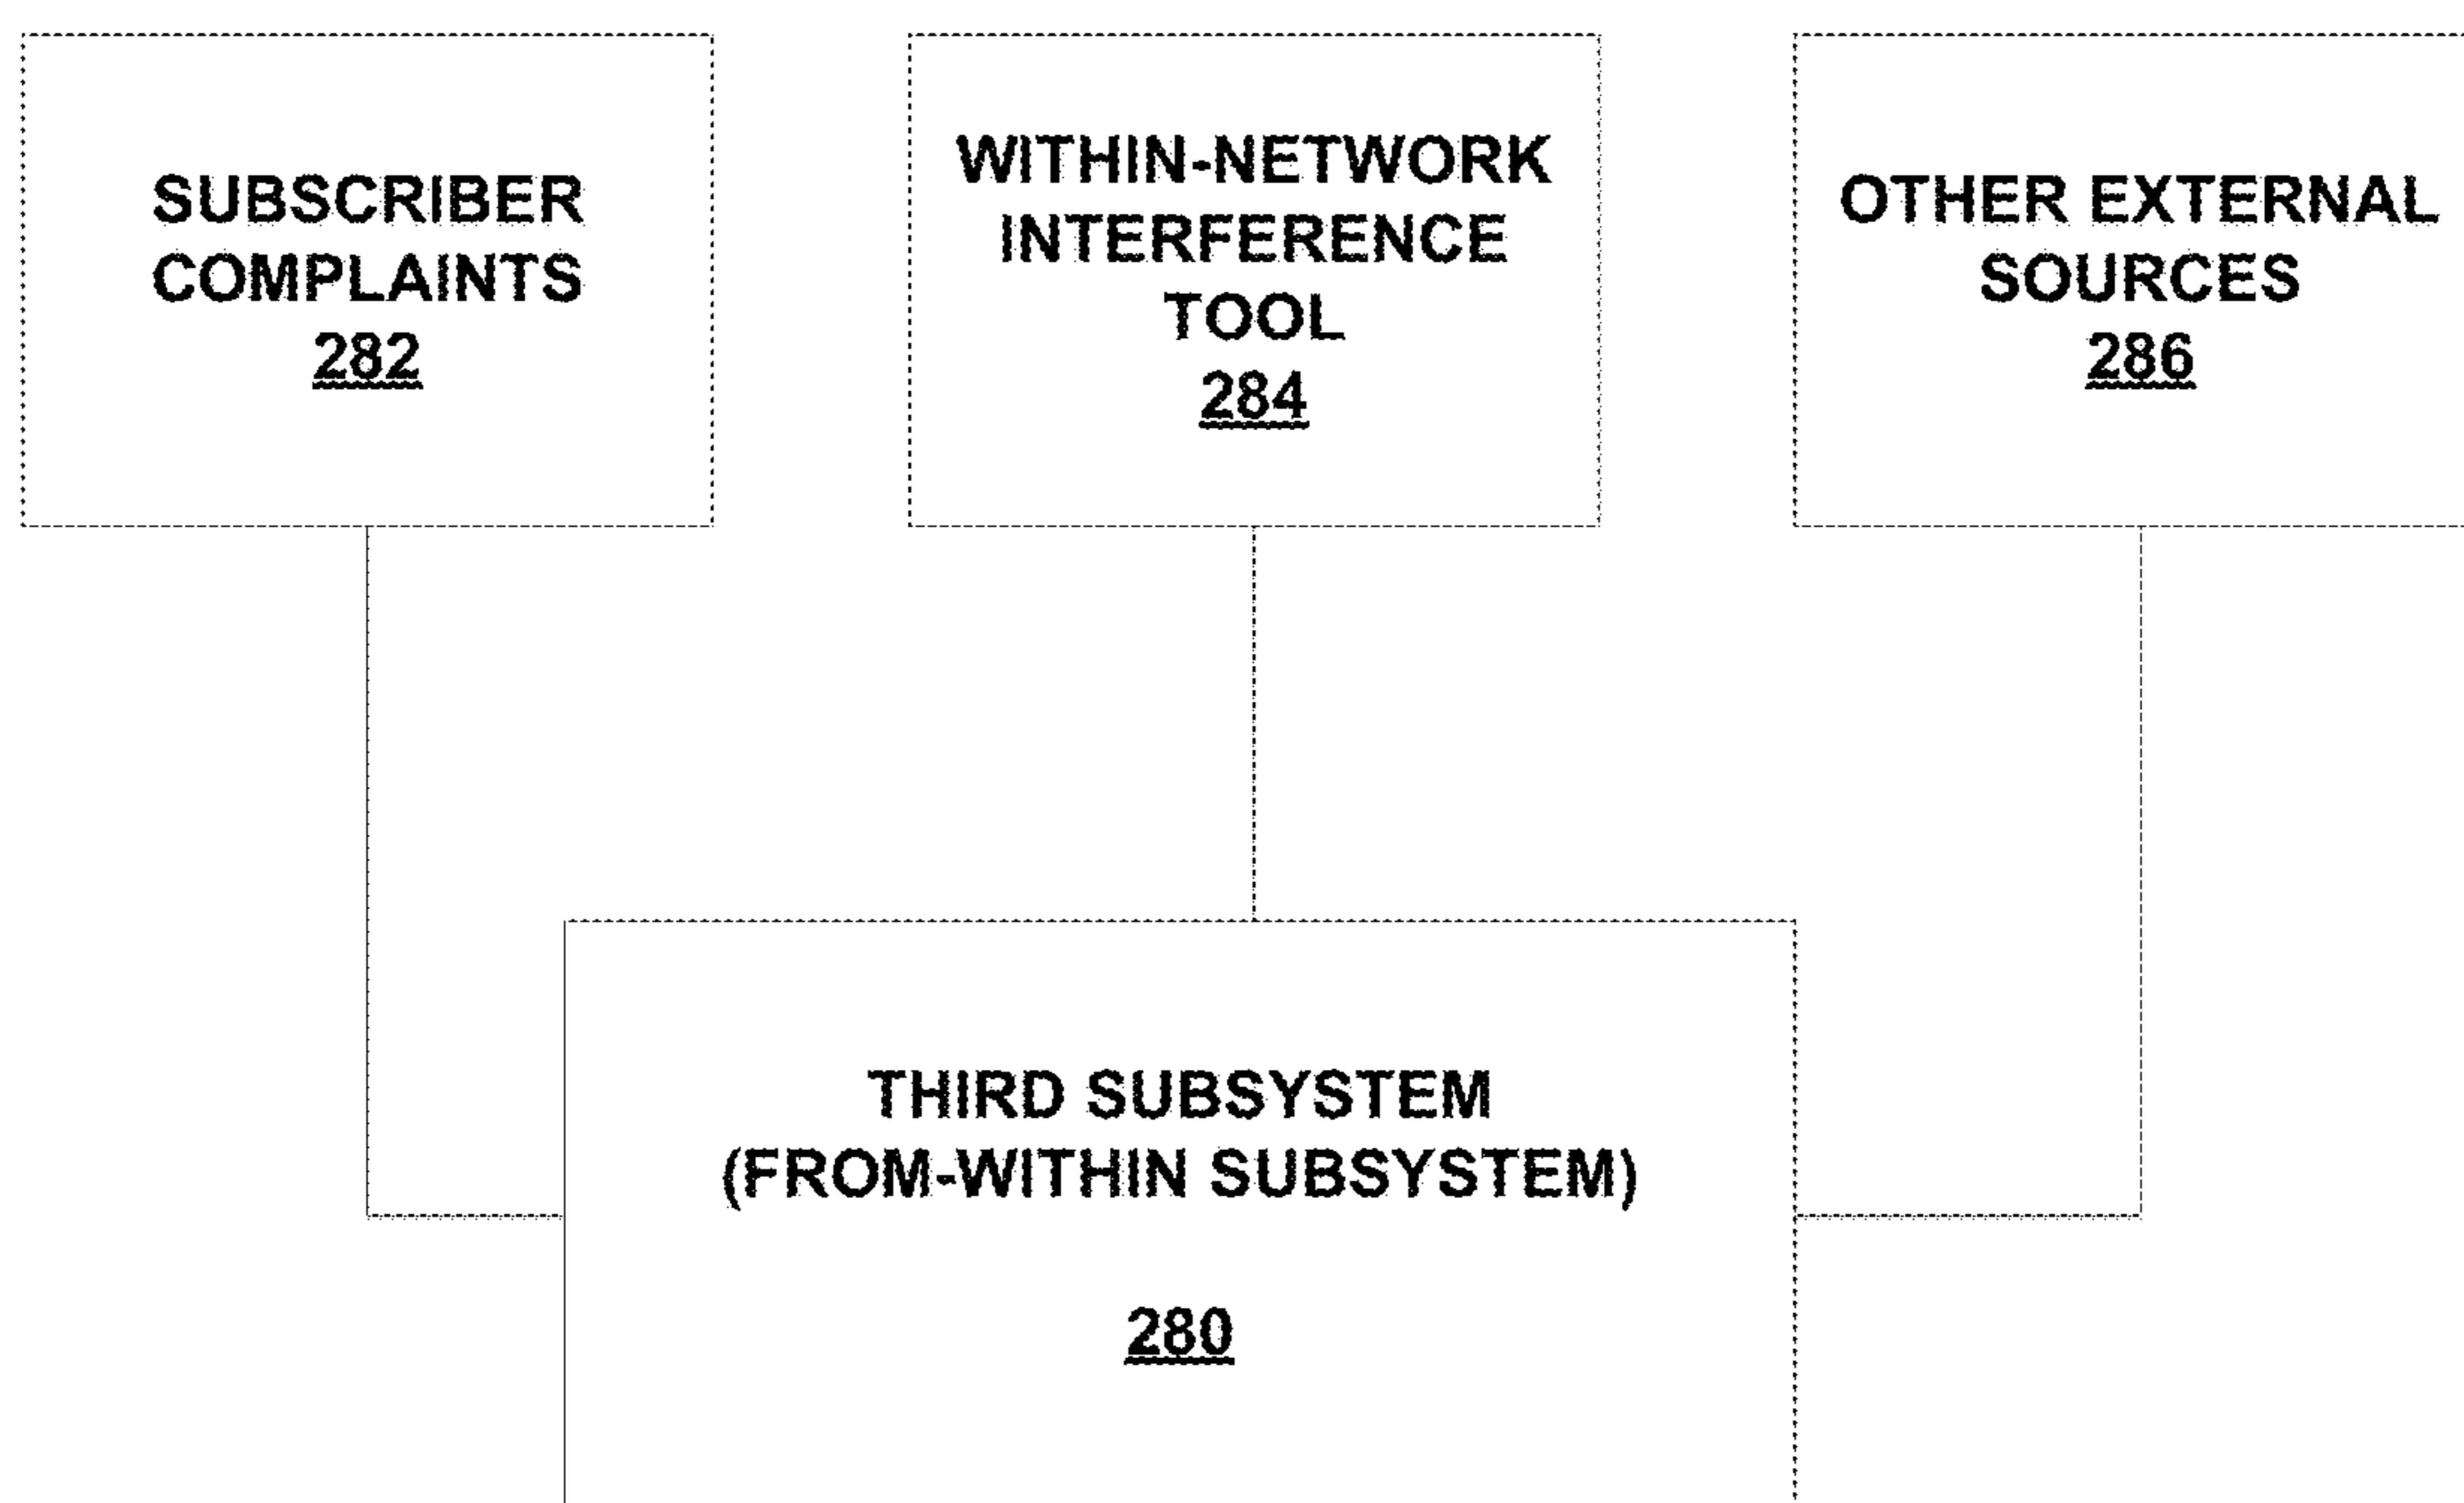 SUBSCRIBER
COMPLAINTS
282
WITHIN-NETWORK
INTERFERENCE
TOOL
284
OTHER EXTERNAL
SOURCES
286
THIRD SUBSYSTEM
(FROM-WITHIN SUBSYSTEM)
280